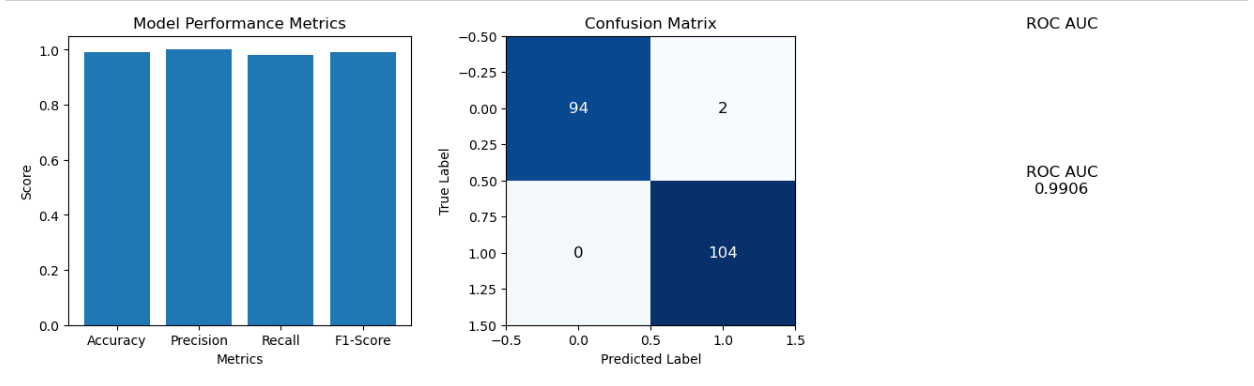 Model Performance Metrics
Score
1.0
0.8
0.6
0.4
0.2
0.0
Accuracy Precision Recall F1-Score
Metrics
Confusion Matrix
True Label
−0.50
−0.25
0.00
0.25
0.50
0.75
1.00
1.25
1.50
94 2
0 104
−0.5 0.0 0.5 1.0 1.5
Predicted Label
ROC AUC
ROC AUC
0.9906